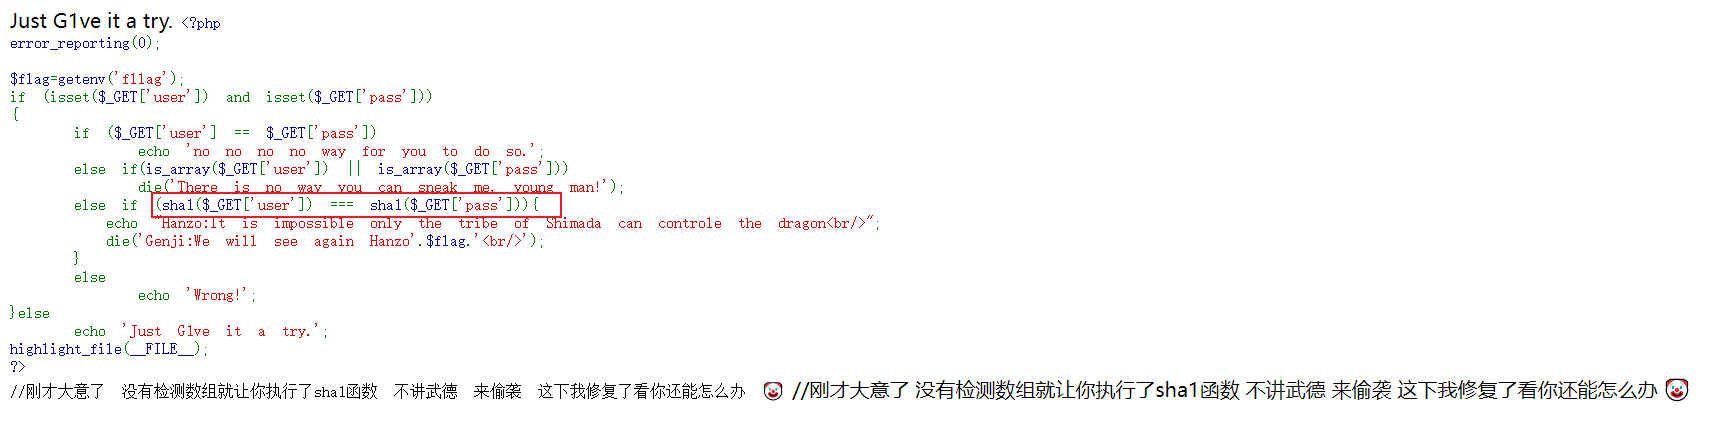 Just G1ve it a try. <?php
error_reporting(0);
$flag=getenv('fllag');
if (isset($_GET['user']) and isset($_GET['pass']))
{
if ($_GET['user'] == $_GET['pass'])
echo 'no no no no way for you to do so.';
else if(is_array($_GET['user']) || is_array($_GET['pass']))
die('There is no way you can sneak me, young man!');
else if (sha1($_GET['user']) === sha1($_GET['pass'])){
echo "Hanzo:It is impossible only the tribe of Shimada can controle the dragon<br/>";
die('Genji:We will see again Hanzo'.$flag.'<br/>');
}
else
echo 'Wrong!';
}else
echo 'Just G1ve it a try.';
highlight_file(__FILE__);
?>
//刚才大意了 没有检测数组就让你执行了sha1函数 不讲武德 来偷袭 这下我修复了看你还能怎么办 🤡 //刚才大意了 没有检测数组就让你执行了sha1函数 不讲武德 来偷袭 这下我修复了看你还能怎么办 🤡